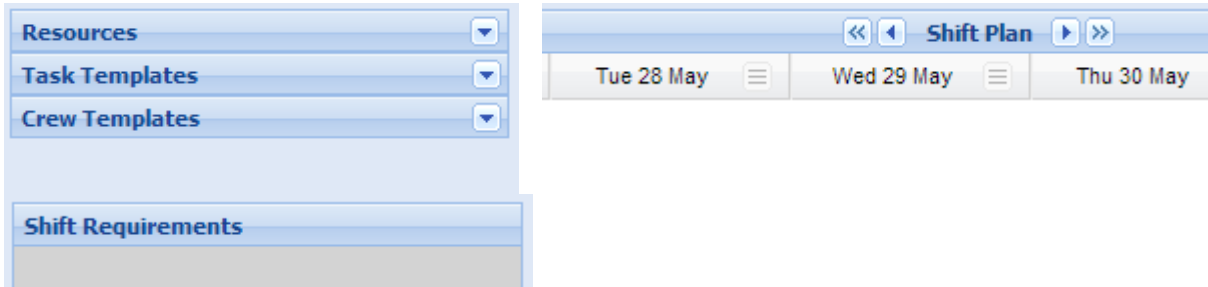 Resources
Task Templates
Crew Templates
Shift Requirements
Shift Plan
Tue 28 May
Wed 29 May
Thu 30 May